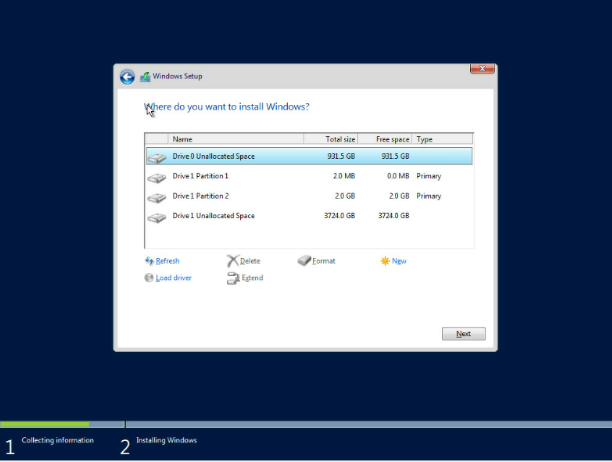 Windows Setup
Where do you want to install Windows?
Name Total size Free space Type
Drive 0 Unallocated Space 931.5 GB 931.5 GB
Drive 1 Partition 1 2.0 MB 0.0 MB Primary
Drive 1 Partition 2 2.0 GB 2.0 GB Primary
Drive 1 Unallocated Space 3724.0 GB 3724.0 GB
Refresh Delete Format New
Load driver Extend
Next
1 Collecting information 2 Installing Windows